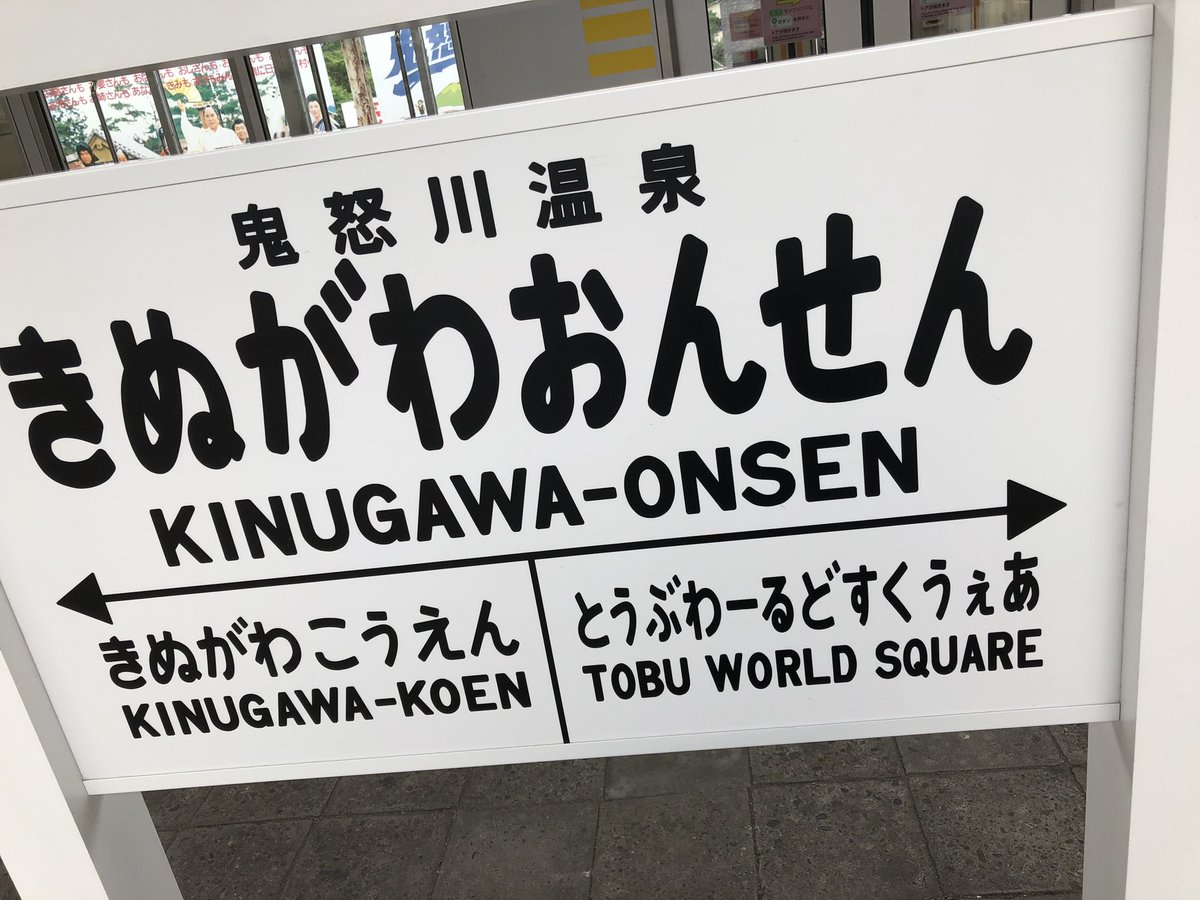 鬼怒川温泉
きぬがわおんせん
KINUGAWA-ONSEN
きぬがわこうえん
KINUGAWA-KOEN
とうぶわーるどすくうぇあ
TOBU WORLD SQUARE